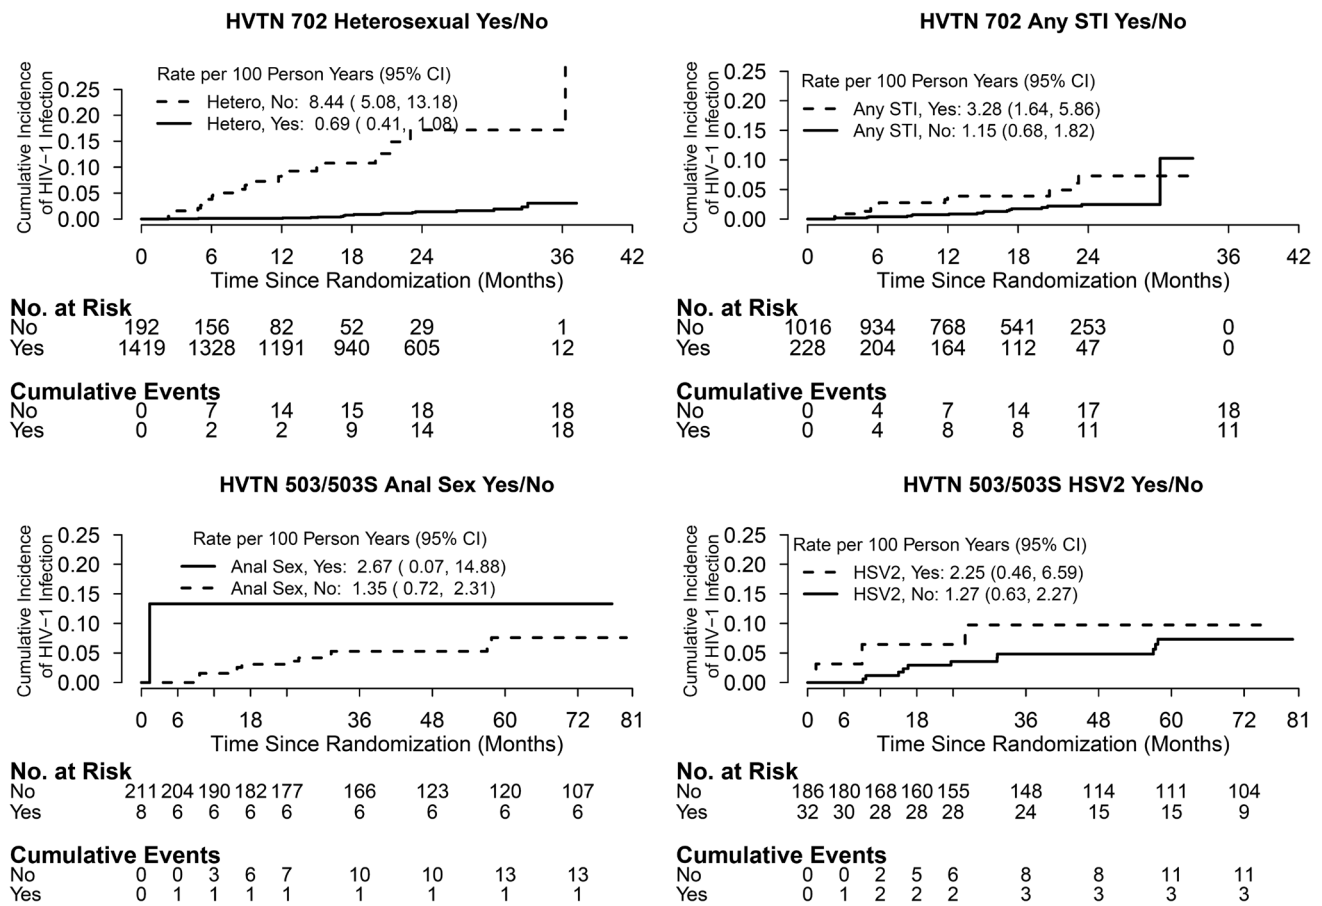 HVTN 702 Heterosexual Yes/No
Cumulative Incidence
of HIV−1 Infection
0.25
0.20
0.15
0.10
0.05
0.00
Rate per 100 Person Years (95% CI)
Hetero, No: 8.44 ( 5.08, 13.18)
Hetero, Yes: 0.69 ( 0.41, 1.08)
0 6 12 18 24 36 42
Time Since Randomization (Months)
No. at Risk
No 192 156 82 52 29 1
Yes 1419 1328 1191 940 605 12
Cumulative Events
No 0 7 14 15 18 18
Yes 0 2 2 9 14 18
HVTN 702 Any STI Yes/No
Cumulative Incidence
of HIV−1 Infection
0.25
0.20
0.15
0.10
0.05
0.00
Rate per 100 Person Years (95% CI)
Any STI, Yes: 3.28 (1.64, 5.86)
Any STI, No: 1.15 (0.68, 1.82)
0 6 12 18 24 36 42
Time Since Randomization (Months)
No. at Risk
No 1016 934 768 541 253 0
Yes 228 204 164 112 47 0
Cumulative Events
No 0 4 7 14 17 18
Yes 0 4 8 8 11 11
HVTN 503/503S Anal Sex Yes/No
Cumulative Incidence
of HIV−1 Infection
0.25
0.20
0.15
0.10
0.05
0.00
Rate per 100 Person Years (95% CI)
Anal Sex, Yes: 2.67 ( 0.07, 14.88)
Anal Sex, No: 1.35 ( 0.72, 2.31)
0 6 18 36 48 60 72 81
Time Since Randomization (Months)
No. at Risk
No 211 204 190 182 177 166 123 120 107
Yes 8 6 6 6 6 6 6 6 6
Cumulative Events
No 0 0 3 6 7 10 10 13 13
Yes 0 1 1 1 1 1 1 1 1
HVTN 503/503S HSV2 Yes/No
Cumulative Incidence
of HIV−1 Infection
0.25
0.20
0.15
0.10
0.05
0.00
Rate per 100 Person Years (95% CI)
HSV2, Yes: 2.25 (0.46, 6.59)
HSV2, No: 1.27 (0.63, 2.27)
0 6 18 36 48 60 72 81
Time Since Randomization (Months)
No. at Risk
No 186 180 168 160 155 148 114 111 104
Yes 32 30 28 28 28 24 15 15 9
Cumulative Events
No 0 0 2 5 6 8 8 11 11
Yes 0 1 2 2 2 3 3 3 3